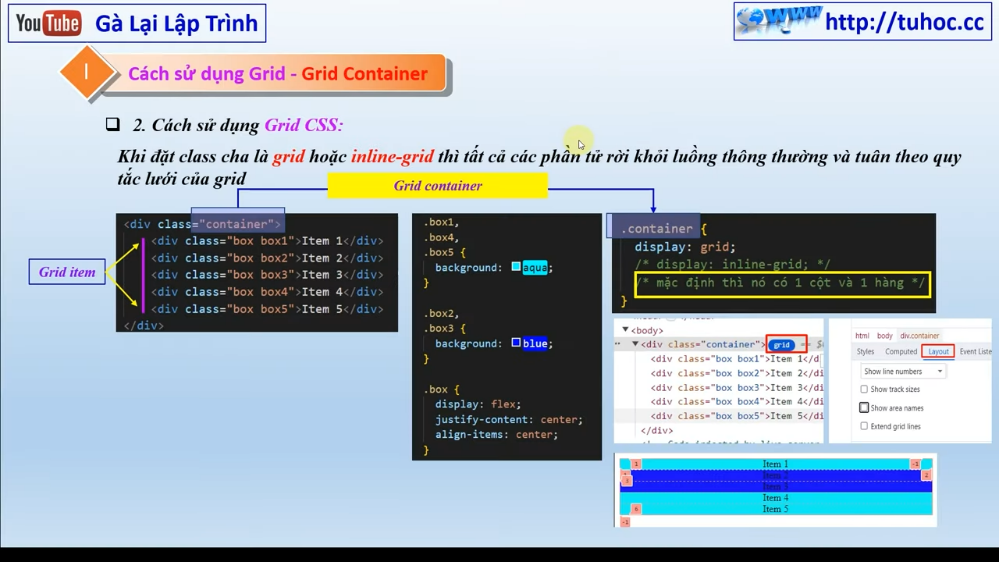 YouTube Gà Lại Lập Trình
WWW http://tuhoc.cc
I
Cách sử dụng Grid - Grid Container
2. Cách sử dụng Grid CSS:
Khi đặt class cha là grid hoặc inline-grid thì tất cả các phần tử rời khỏi luồng thông thường và tuân theo quy
tắc lưới của grid
Grid container
Grid item
<div class="container">
<div class="box box1">Item 1</div>
<div class="box box2">Item 2</div>
<div class="box box3">Item 3</div>
<div class="box box4">Item 4</div>
<div class="box box5">Item 5</div>
</div>
.box1,
.box4,
.box5 {
background: aqua;
}
.box2,
.box3 {
background: blue;
}
.box {
display: flex;
justify-content: center;
align-items: center;
}
.container {
display: grid;
/* display: inline-grid; */
/* mặc định thì nó có 1 cột và 1 hàng */
}
<body>
<div class="container"> grid
<div class="box box1">Item 1</d
<div class="box box2">Item 2</di
<div class="box box3">Item 3</di
<div class="box box4">Item 4</di
<div class="box box5">Item 5</di
</div>
html body div.container
Styles Computed Layout Event Liste
Show line numbers
Show track sizes
Show area names
Extend grid lines
1 Item 1 -1
Item 2 2
3 Item 3
Item 4
6 Item 5
-1